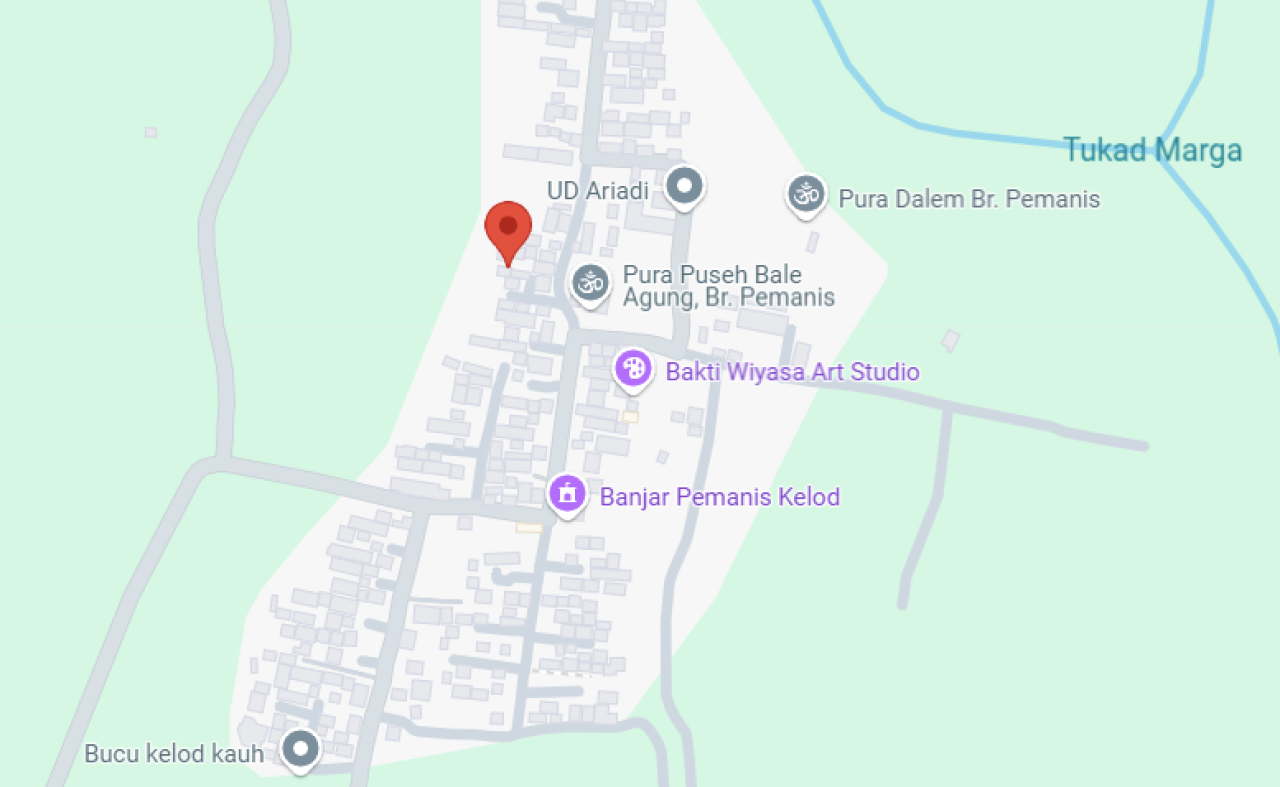 Tukad Marga
UD Ariadi
Pura Dalem Br. Pemanis
Pura Puseh Bale
Agung, Br. Pemanis
Bakti Wiyasa Art Studio
Banjar Pemanis Kelod
Bucu kelod kauh